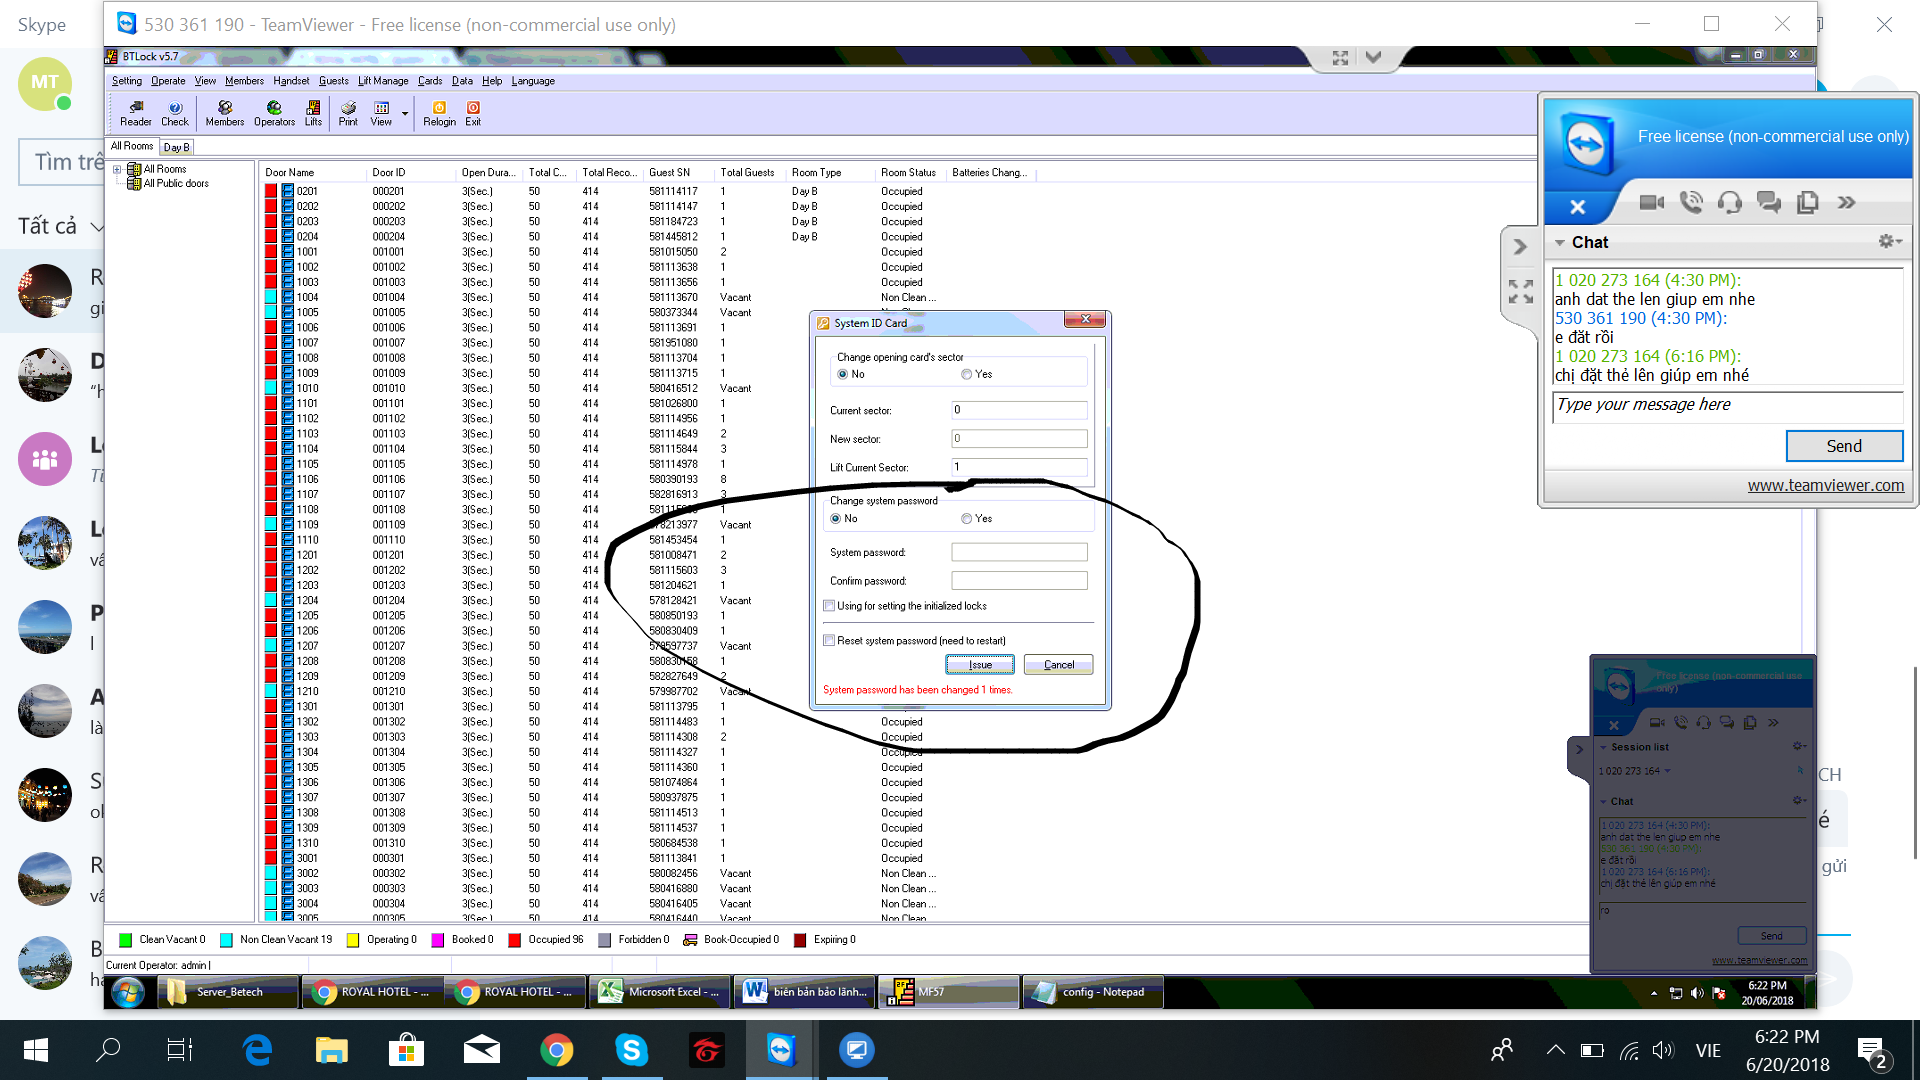 Skype
530 361 190 - TeamViewer - Free license (non-commercial use only)
MT
Tìm trê
Tất cả
BTLock v5.7
Setting Operate View Members Handset Guests Lift Manage Cards Data Help Language
Reader Check Members Operators Lifts Print View Relogin Exit
All Rooms Day B
All Rooms
All Public doors
Door Name Door ID Open Dura... Total C... Total Reco... Guest SN Total Guests Room Type Room Status Batteries Chang...
0201 000201 3(Sec.) 50 414 581114117 1 Day B Occupied
0202 000202 3(Sec.) 50 414 581114147 1 Day B Occupied
0203 000203 3(Sec.) 50 414 581184723 1 Day B Occupied
0204 000204 3(Sec.) 50 414 581445812 1 Day B Occupied
1001 001001 3(Sec.) 50 414 581015050 2 Occupied
1002 001002 3(Sec.) 50 414 581113638 1 Occupied
1003 001003 3(Sec.) 50 414 581113656 1 Occupied
1004 001004 3(Sec.) 50 414 581113670 Vacant Non Clean ...
1005 001005 3(Sec.) 50 414 580373344 Vacant
1006 001006 3(Sec.) 50 414 581113691 1
1007 001007 3(Sec.) 50 414 581951080 1
1008 001008 3(Sec.) 50 414 581113704 1
1009 001009 3(Sec.) 50 414 581113715 1
1010 001010 3(Sec.) 50 414 580416512 Vacant
1101 001101 3(Sec.) 50 414 581026800 1
1102 001102 3(Sec.) 50 414 581114956 1
1103 001103 3(Sec.) 50 414 581114649 2
1104 001104 3(Sec.) 50 414 581115844 3
1105 001105 3(Sec.) 50 414 581114978 1
1106 001106 3(Sec.) 50 414 580390193 8
1107 001107 3(Sec.) 50 414 582816913 3
1108 001108 3(Sec.) 50 414 1
1109 001109 3(Sec.) 50 414 578213977 Vacant
1110 001110 3(Sec.) 50 414 581453454 1
1201 001201 3(Sec.) 50 414 581008471 2
1202 001202 3(Sec.) 50 414 581115603 3
1203 001203 3(Sec.) 50 414 581204621 1
1204 001204 3(Sec.) 50 414 578128421 Vacant
1205 001205 3(Sec.) 50 414 580850193 1
1206 001206 3(Sec.) 50 414 580830409 1
1207 001207 3(Sec.) 50 414 Vacant
1208 001208 3(Sec.) 50 414 1
1209 001209 3(Sec.) 50 414 582827649 2
1210 001210 3(Sec.) 50 414 579987702 Vacant
1301 001301 3(Sec.) 50 414 581113795 1
1302 001302 3(Sec.) 50 414 581114483 1 Occupied
1303 001303 3(Sec.) 50 414 581114308 2 Occupied
1304 001304 3(Sec.) 50 414 581114327 1 Occupied
1305 001305 3(Sec.) 50 414 581114360 1 Occupied
1306 001306 3(Sec.) 50 414 581074864 1 Occupied
1307 001307 3(Sec.) 50 414 580937875 1 Occupied
1308 001308 3(Sec.) 50 414 581114513 1 Occupied
1309 001309 3(Sec.) 50 414 581114537 1 Occupied
1310 001310 3(Sec.) 50 414 580684538 1 Occupied
3001 000301 3(Sec.) 50 414 581113841 1 Occupied
3002 000302 3(Sec.) 50 414 580082456 Vacant Non Clean ...
3003 000303 3(Sec.) 50 414 580416880 Vacant Non Clean ...
3004 000304 3(Sec.) 50 414 580416405 Vacant Non Clean ...
3005 000305 3(Sec.) 50 414 580416440 Vacant Non Clean
System ID Card
Change opening card's sector
No Yes
Current sector: 0
New sector: 0
Lift Current Sector: 1
Change system password
No Yes
System password:
Confirm password:
Using for setting the initialized locks
Reset system password (need to restart)
Issue Cancel
System password has been changed 1 times.
Clean Vacant 0 Non Clean Vacant 19 Operating 0 Booked 0 Occupied 96 Forbidden 0 Book-Occupied 0 Expiring 0
Current Operator: admin
Server_Betech ROYAL HOTEL - ... ROYAL HOTEL - ... Microsoft Excel - ... biên bản bảo lãnh... MF57 config - Notepad
6:22 PM
20/06/2018
Free license (non-commercial use only)
Chat
1 020 273 164 (4:30 PM):
anh dat the len giup em nhe
530 361 190 (4:30 PM):
e đăt rồi
1 020 273 164 (6:16 PM):
chị đặt thẻ lên giúp em nhé
Type your message here
Send
www.teamviewer.com
Free license (non-commercial use only)
Session list
1 020 273 164
Chat
1 020 273 164 (4:30 PM):
anh dat the len giup em nhe
530 361 190 (4:30 PM):
e đăt rồi
1 020 273 164 (6:16 PM):
chị đặt thẻ lên giúp em nhé
ro
Send
www.teamviewer.com
CH
é
gửi
VIE
6:22 PM
6/20/2018
2